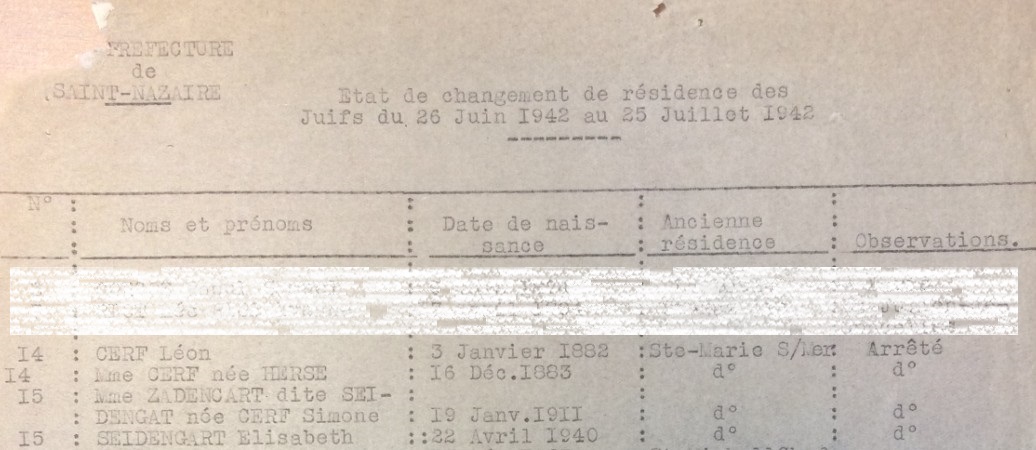 PREFECTURE
de
SAINT-NAZAIRE
Etat de changement de résidence des
Juifs du 26 Juin I942 au 25 Juillet I942
N° : Noms et prénoms : Date de nais- : Ancienne : Observations.
sance résidence
I4 : CERF Léon : 3 Janvier I882 :Ste-Marie S/Mer: Arrêté
I4 : Mme CERF née HERSE : I6 Déc.I883 : d° : d°
I5 : Mme ZADENCART dite SEI- :
: DENGAT née CERF Simone : I9 Janv.I9II : d° : d°
I5 : SEIDENGART Elisabeth ::22 Avril I940 : d° : d°